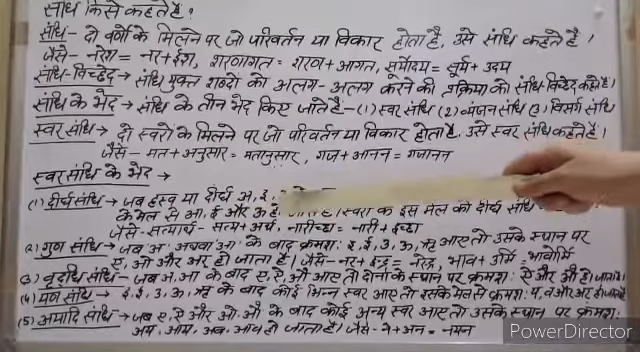 संधि किसे कहते है?
संधि - दो वर्णो के मिलने पर जो परिवर्तन या विकार होता है, उसे संधि कहते है।
जैसे- नरेश = नर + ईश, शरणागत = शरण + आगत, सूर्योदय = सूर्य + उदय
संधि-विच्छेद → संधि युक्त शब्दो को अलग-अलग करने की प्रक्रिया को संधि विच्छेद कहते है।
संधि के भेद → संधि के तीन भेद किए जाते है - (1) स्वर संधि (2) व्यंजन संधि (3) विसर्ग संधि
स्वर संधि → दो स्वरो के मिलने पर जो परिवर्तन या विकार होता है, उसे स्वर संधि कहते है।
जैसे - मत + अनुसार = मतानुसार, गज + आनन = गजानन
स्वर संधि के भेद →
(1) दीर्घ संधि → जब ह्रस्व या दीर्घ अ, इ,
के मेल से आ, ई और ऊ हो जाता है। स्वरो के इस मेल को दीर्घ संधि
जैसे - सत्यार्थ - सत्य + अर्थ, नारीच्छा = नारी + इच्छा
(2) गुण संधि → जब अ अथवा आ के बाद क्रमशः इ, ई, उ, ऊ, ऋ आए तो उसके स्थान पर
ए, ओ और अर हो जाता है। जैसे - नर + इन्द्र = नरेन्द्र, भाव + उर्मि = भावोर्मि
(3) वृद्धि संधि - जब अ, आ के बाद ए, ऐ, ओ, औ आए तो दोनो के स्थान पर क्रमशः ऐ और औ हो जाता है।
(4) यण संधि → इ, ई, उ, ऊ, ऋ के बाद कोई भिन्न स्वर आए तो इसके मेल से क्रमशः य, व और अर हो जाते है
(5) अयादि संधि → जब ए, ऐ और ओ, औ के बाद कोई अन्य स्वर आए तो उसके स्थान पर क्रमशः
अय, आय, अव, आव हो जाता है। जैसे - ने + अन = नयन
PowerDirector